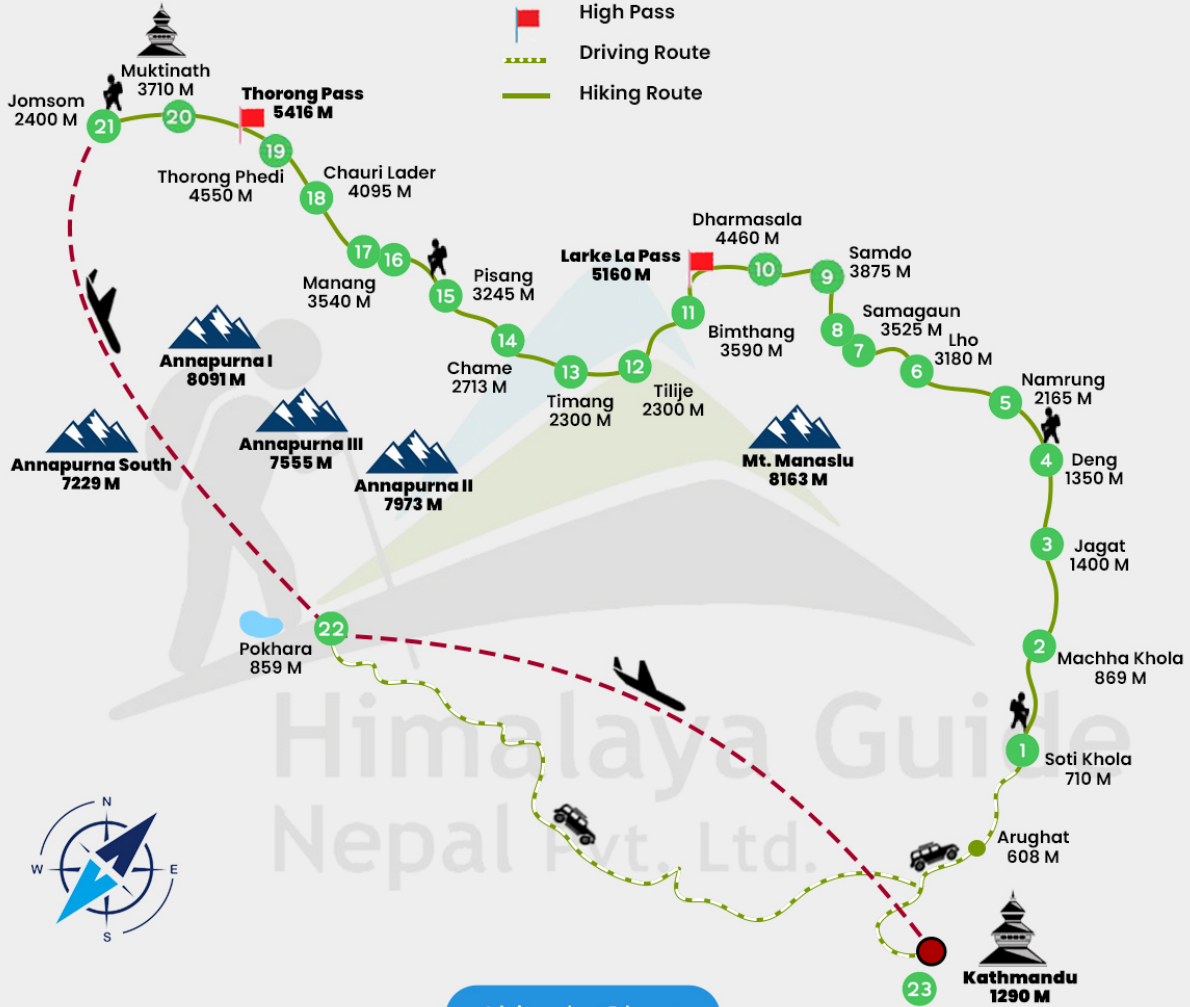 High Pass
Driving Route
Hiking Route
Muktinath
3710 M
Jomsom
2400 M
Thorong Pass
5416 M
21
20
19
Thorong Phedi
4550 M
Chauri Lader
4095 M
18
17
16
Manang
3540 M
Pisang
3245 M
15
14
Chame
2713 M
13
Timang
2300 M
12
Tilije
2300 M
Larke La Pass
5160 M
11
Bimthang
3590 M
Dharmasala
4460 M
10
9
Samdo
3875 M
8
7
Samagaun
3525 M
Lho
3180 M
6
Namrung
2165 M
5
4
Deng
1350 M
3
Jagat
1400 M
2
Machha Khola
869 M
1
Soti Khola
710 M
Arughat
608 M
Annapurna I
8091 M
Annapurna South
7229 M
Annapurna III
7555 M
Annapurna II
7973 M
Mt. Manaslu
8163 M
22
Pokhara
859 M
Himalaya Guide
Nepal Pvt. Ltd.
N
W
E
S
23
Kathmandu
1290 M